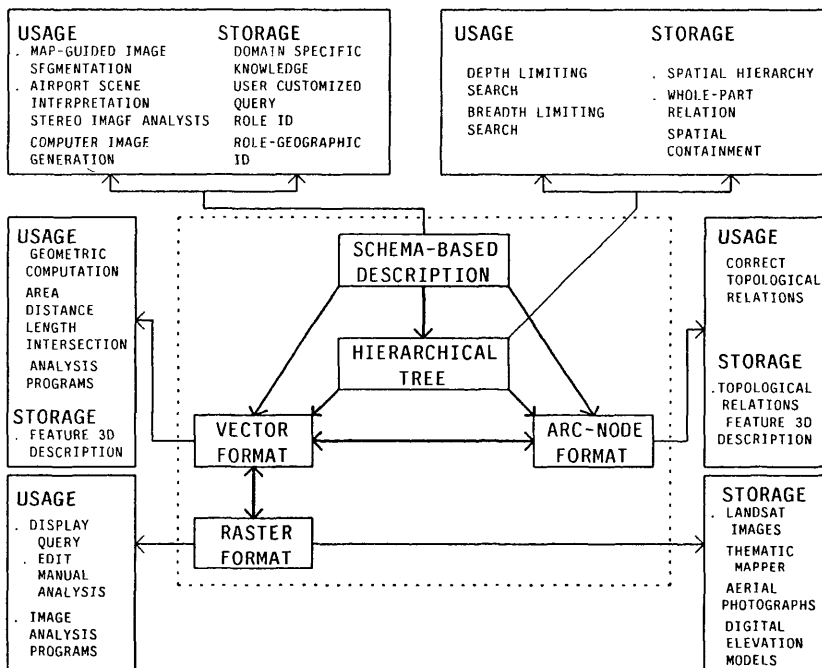 USAGE
. MAP-GUIDED IMAGE
SFGMENTATION
. AIRPORT SCENE
INTFRPRETATION
STEREO IMAGF ANALYSIS
COMPUTER IMAGE
GENERATION
STORAGE
DOMAIN SPECIFIC
KNOWLEDGE
USER CUSTOMIZED
QUERY
ROLE ID
ROLE-GEOGRAPHIC
ID
USAGE
DEPTH LIMITING
SEARCH
BREADTH LIMITING
SEARCH
STORAGE
. SPATIAL HIERARCHY
. WHOLE-PART
RELATION
SPATIAL
CONTAINMENT
USAGE
GEOMETRIC
COMPUTATION
AREA
DISTANCE
LENGTH
INTERSECTION
ANALYSIS
PROGRAMS
STORAGE
. FEATURE 3D
DESCRIPTION
SCHEMA-BASED
DESCRIPTION
HIERARCHICAL
TREE
VECTOR
FORMAT
ARC-NODE
FORMAT
RASTER
FORMAT
USAGE
CORRECT
TOPOLOGICAL
RELATIONS
STORAGE
.TOPOLOGICAL
RELATIONS
FEATURE 3D
DESCRIPTION
USAGE
. DISPLAY
QUERY
. EDIT
MANUAL
ANALYSIS
. IMAGE
ANALYSIS
PROGRAMS
STORAGE
. LANDSAT
IMAGES
THEMATIC
MAPPER
AERIAL
PHOTOGRAPHS
DIGITAL
ELEVATION
MODELS